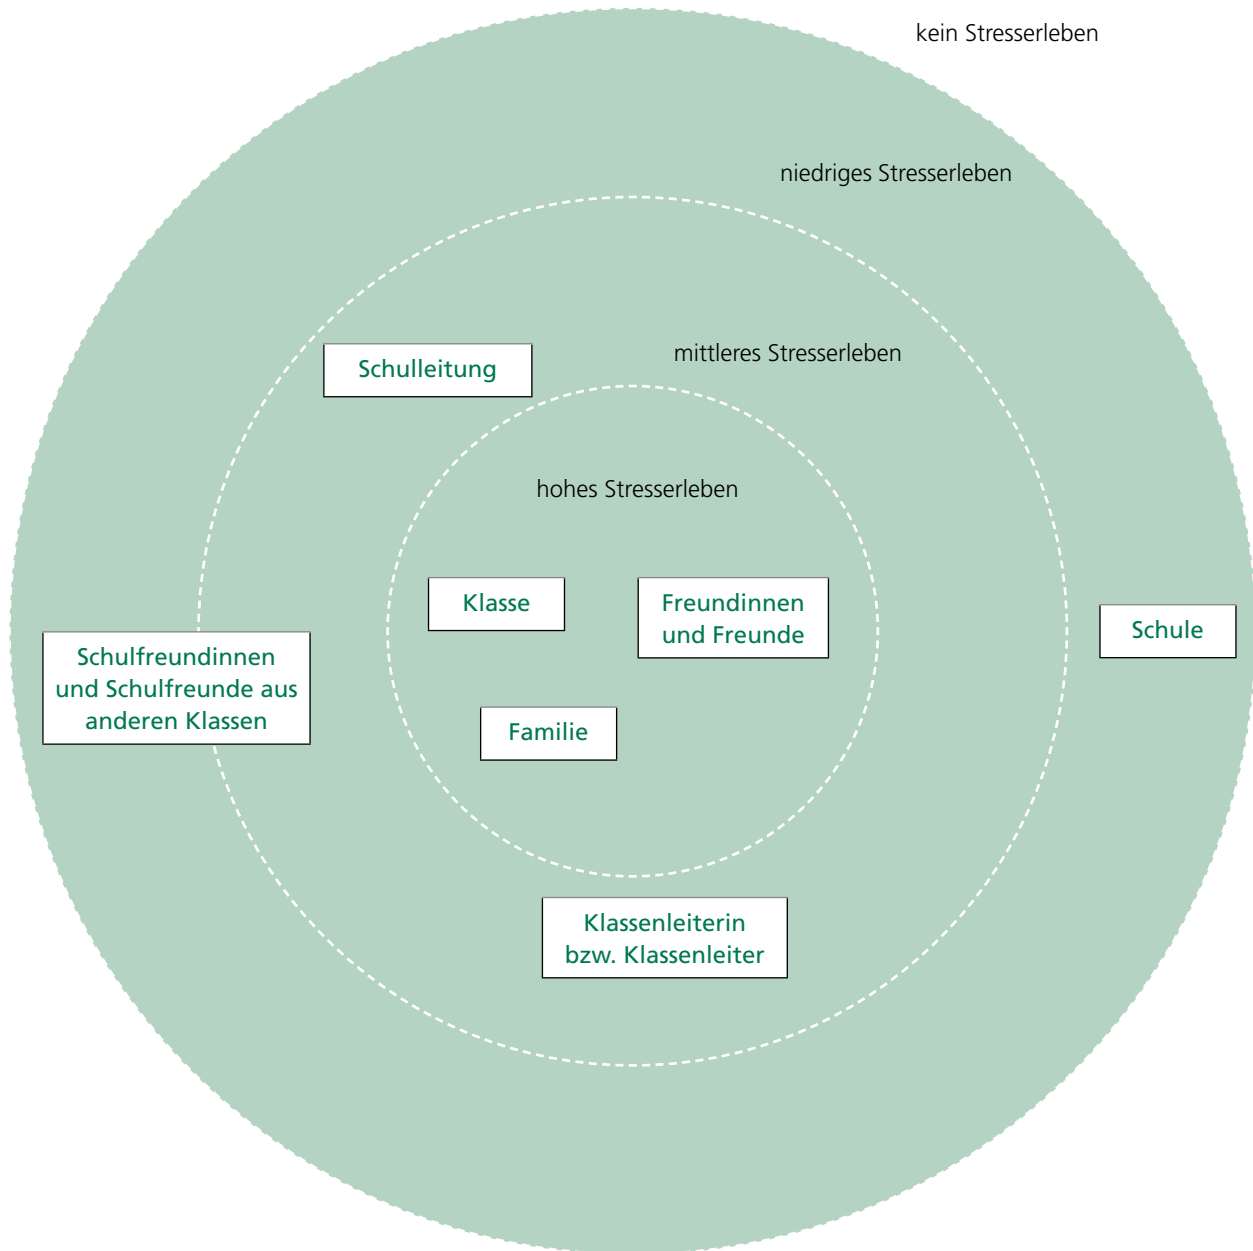 kein Stresserleben
niedriges Stresserleben
mittleres Stresserleben
Schulleitung
hohes Stresserleben
Klasse
Freundinnen
und Freunde
Schule
Schulfreundinnen
und Schulfreunde aus
anderen Klassen
Familie
Klassenleiterin
bzw. Klassenleiter